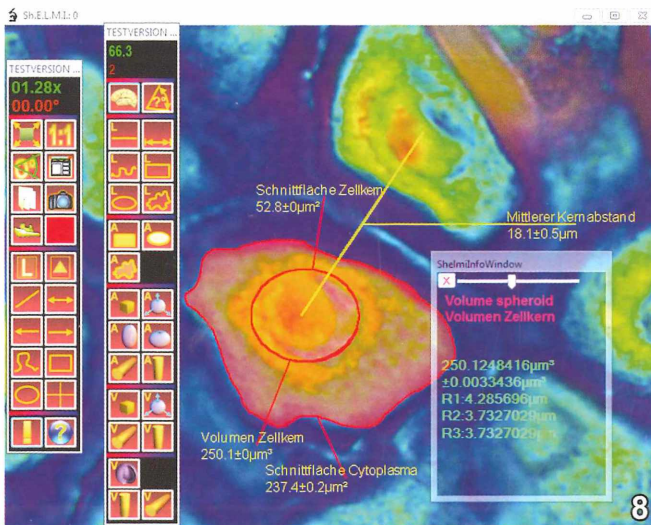 Sh.E.L.M.I.: 0
TESTVERSION ...
01.28x
00.00°
1:1
L
TESTVERSION ...
66.3
2
?°
L
L
L
L
L
A
A
A
A
A
A
A
A
V
V
V
V
V
V
V
?
Schnittfläche Zellkern
52.8±0µm²
Mittlerer Kernabstand
18.1±0.5µm
ShelmiInfoWindow
X
Volume spheroid
Volumen Zellkern
250.1248416µm³
±0.0033436µm³
R1:4.285696µm
R2:3.7327029µm
R3:3.7327029µm
Volumen Zellkern
250.1±0µm³
Schnittfläche Cytoplasma
237.4±0.2µm²
8